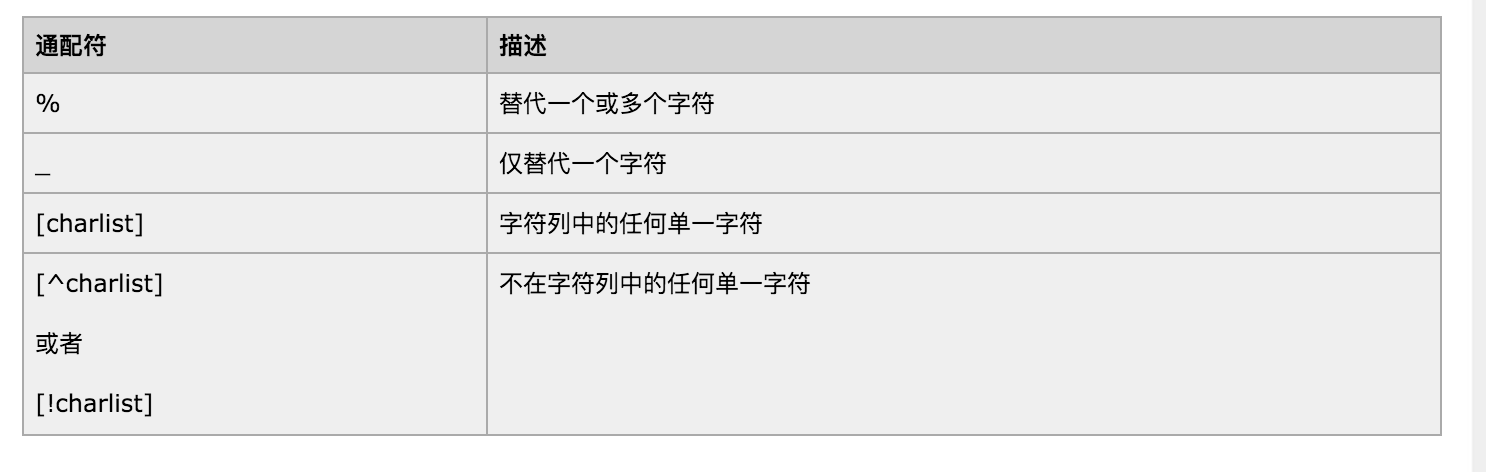 通配符 描述
% 替代一个或多个字符
_ 仅替代一个字符
[charlist] 字符列中的任何单一字符
[^charlist] 不在字符列中的任何单一字符
或者
[!charlist]